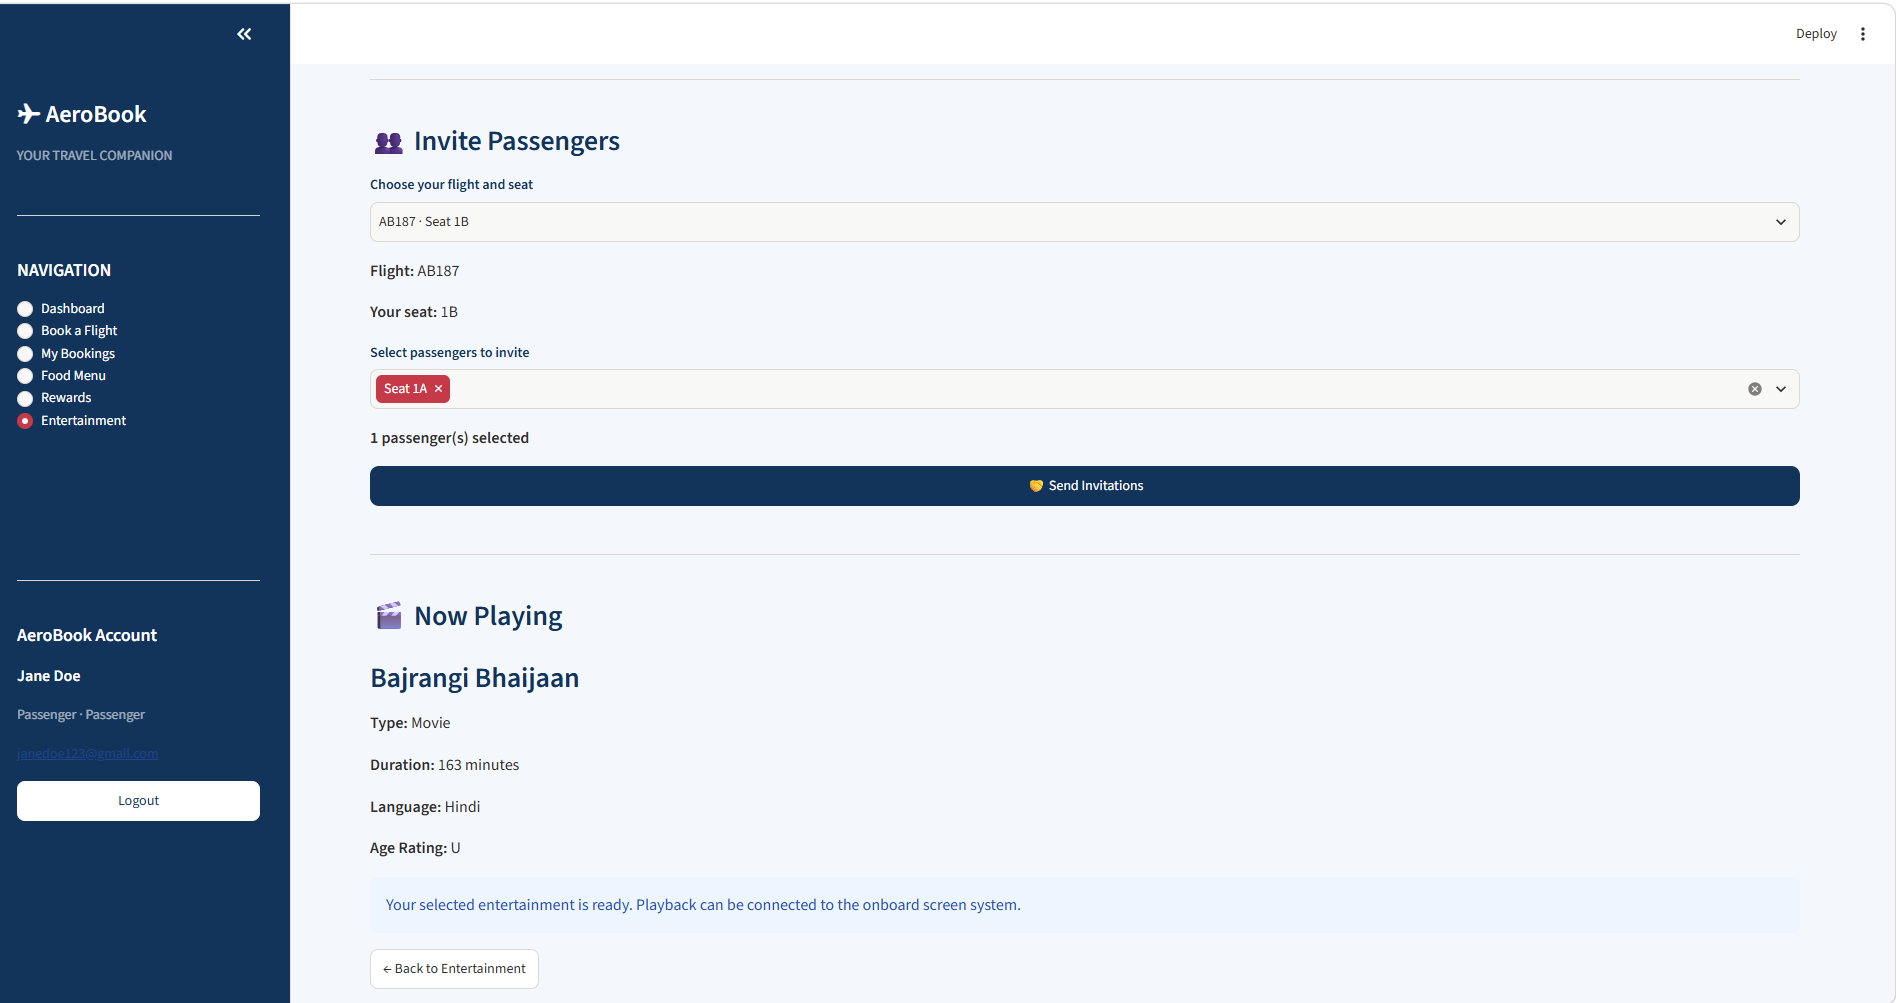 AeroBook
YOUR TRAVEL COMPANION
NAVIGATION
Dashboard
Book a Flight
My Bookings
Food Menu
Rewards
Entertainment
AeroBook Account
Jane Doe
Passenger · Passenger
janedoe123@gmail.com
Logout
Deploy
Invite Passengers
Choose your flight and seat
AB187 · Seat 1B
Flight: AB187
Your seat: 1B
Select passengers to invite
Seat 1A
1 passenger(s) selected
Send Invitations
Now Playing
Bajrangi Bhaijaan
Type: Movie
Duration: 163 minutes
Language: Hindi
Age Rating: U
Your selected entertainment is ready. Playback can be connected to the onboard screen system.
← Back to Entertainment